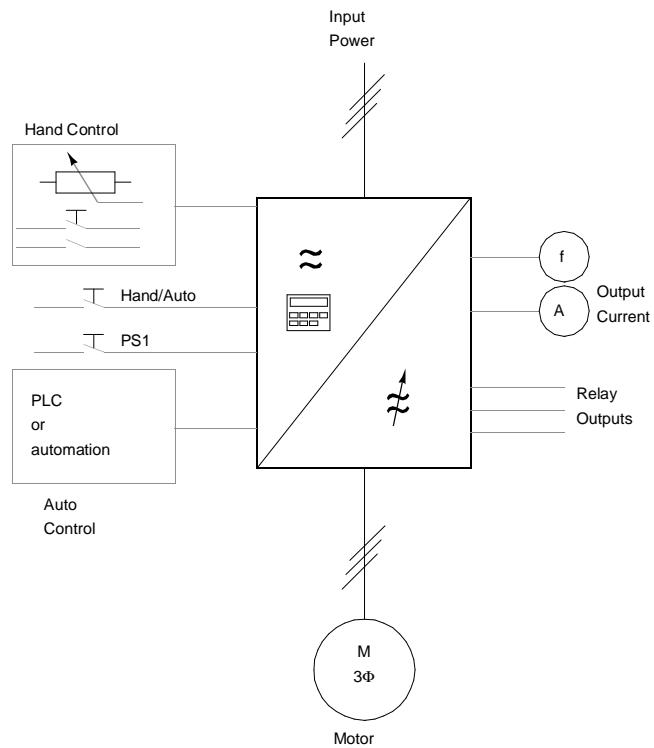 Input
Power
Hand Control
f
Hand/Auto
A
Output
Current
PS1
PLC
or
automation
Relay
Outputs
Auto
Control
M
3Φ
Motor